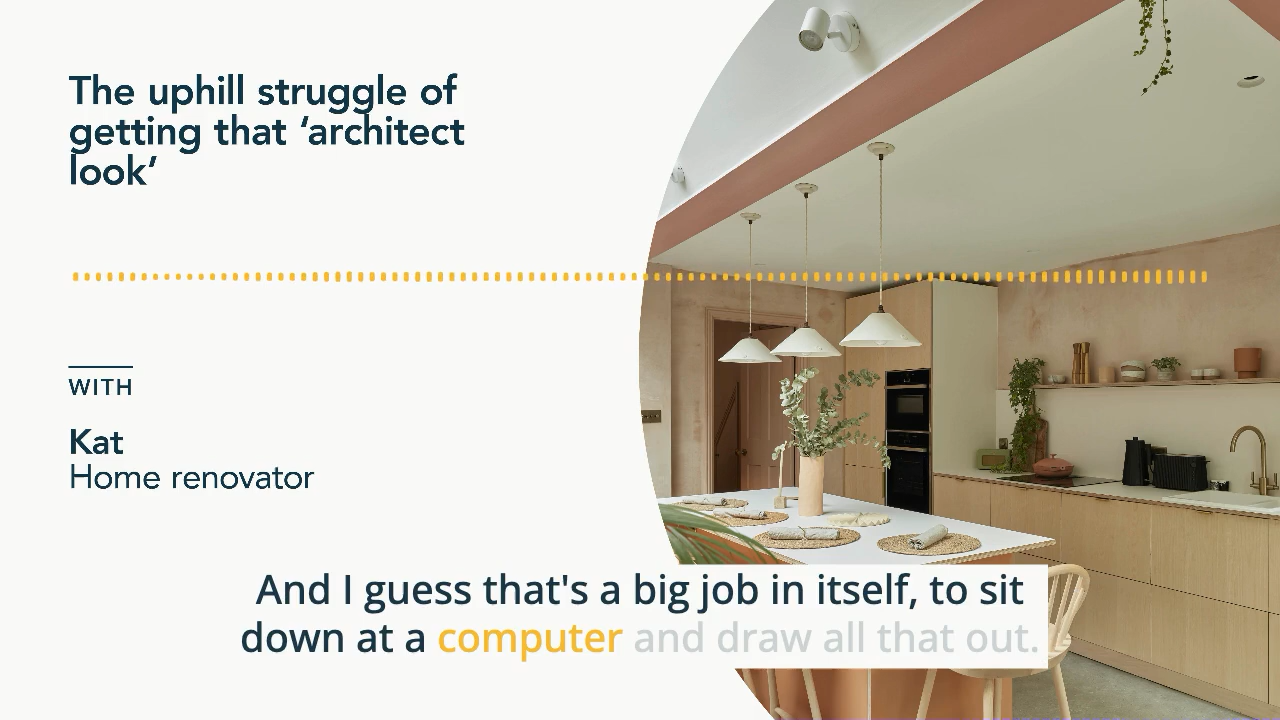 The uphill struggle of
getting that ‘architect
look‘
WITH
Kat
Home renovator
And I guess that's a big job in itself, to sit
down at a computer and draw all that out.